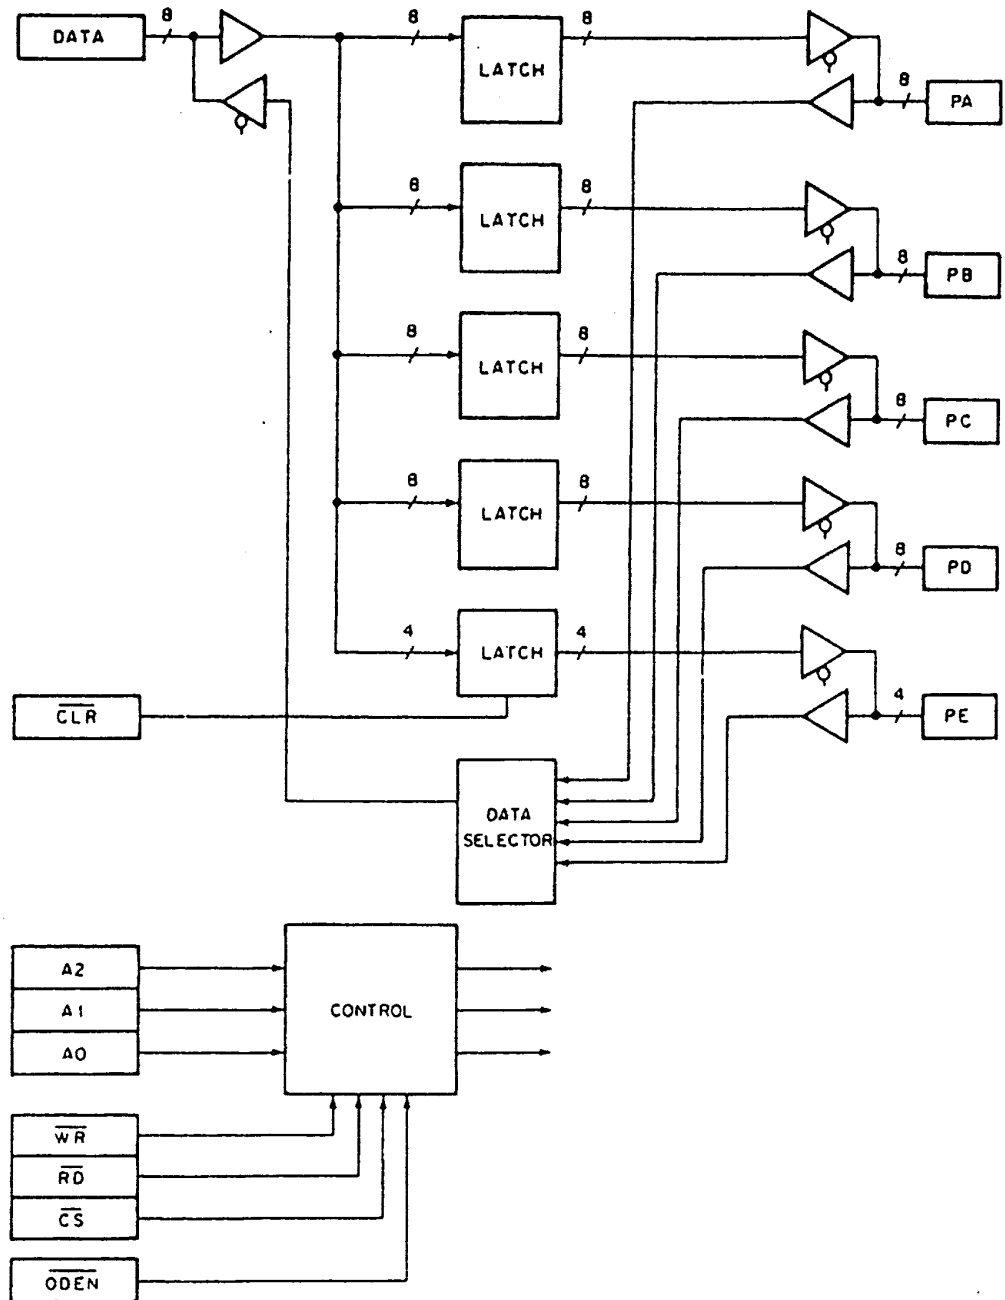 DATA
8
8
LATCH
8
8
PA
8
LATCH
8
8
PB
8
LATCH
8
8
PC
8
LATCH
8
8
PD
4
LATCH
4
4
PE
CLR
DATA
SELECTOR
A2
A1
A0
CONTROL
WR
RD
CS
ODEN